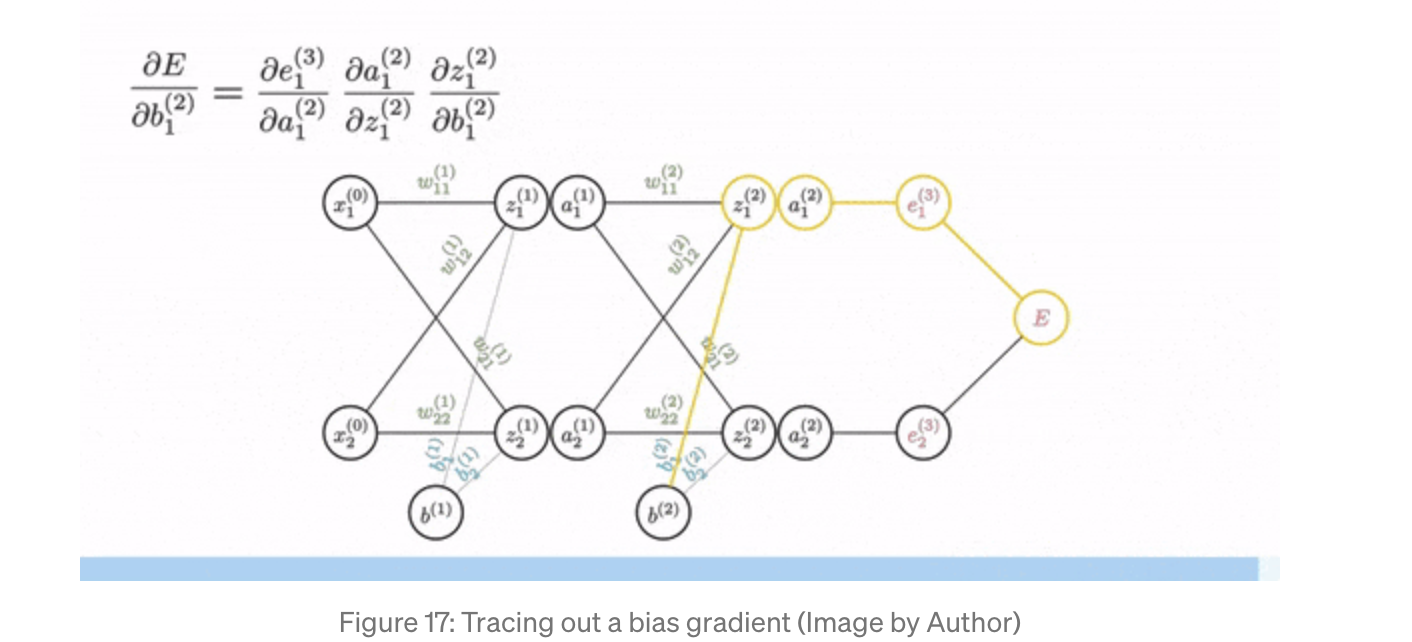 ∂E/∂b₁⁽²⁾ = ∂e₁⁽³⁾/∂a₁⁽²⁾ ∂a₁⁽²⁾/∂z₁⁽²⁾ ∂z₁⁽²⁾/∂b₁⁽²⁾
w₁₁⁽¹⁾ w₁₁⁽²⁾
x₁⁽⁰⁾ z₁⁽¹⁾ a₁⁽¹⁾ z₁⁽²⁾ a₁⁽²⁾ e₁⁽³⁾
w₁₂⁽¹⁾ w₁₂⁽²⁾
E
w₂₁⁽¹⁾ w₂₁⁽²⁾
w₂₂⁽¹⁾ w₂₂⁽²⁾
x₂⁽⁰⁾ z₂⁽¹⁾ a₂⁽¹⁾ z₂⁽²⁾ a₂⁽²⁾ e₂⁽³⁾
b₁⁽¹⁾ b₂⁽¹⁾ b₁⁽²⁾ b₂⁽²⁾
b⁽¹⁾ b⁽²⁾
Figure 17: Tracing out a bias gradient (Image by Author)